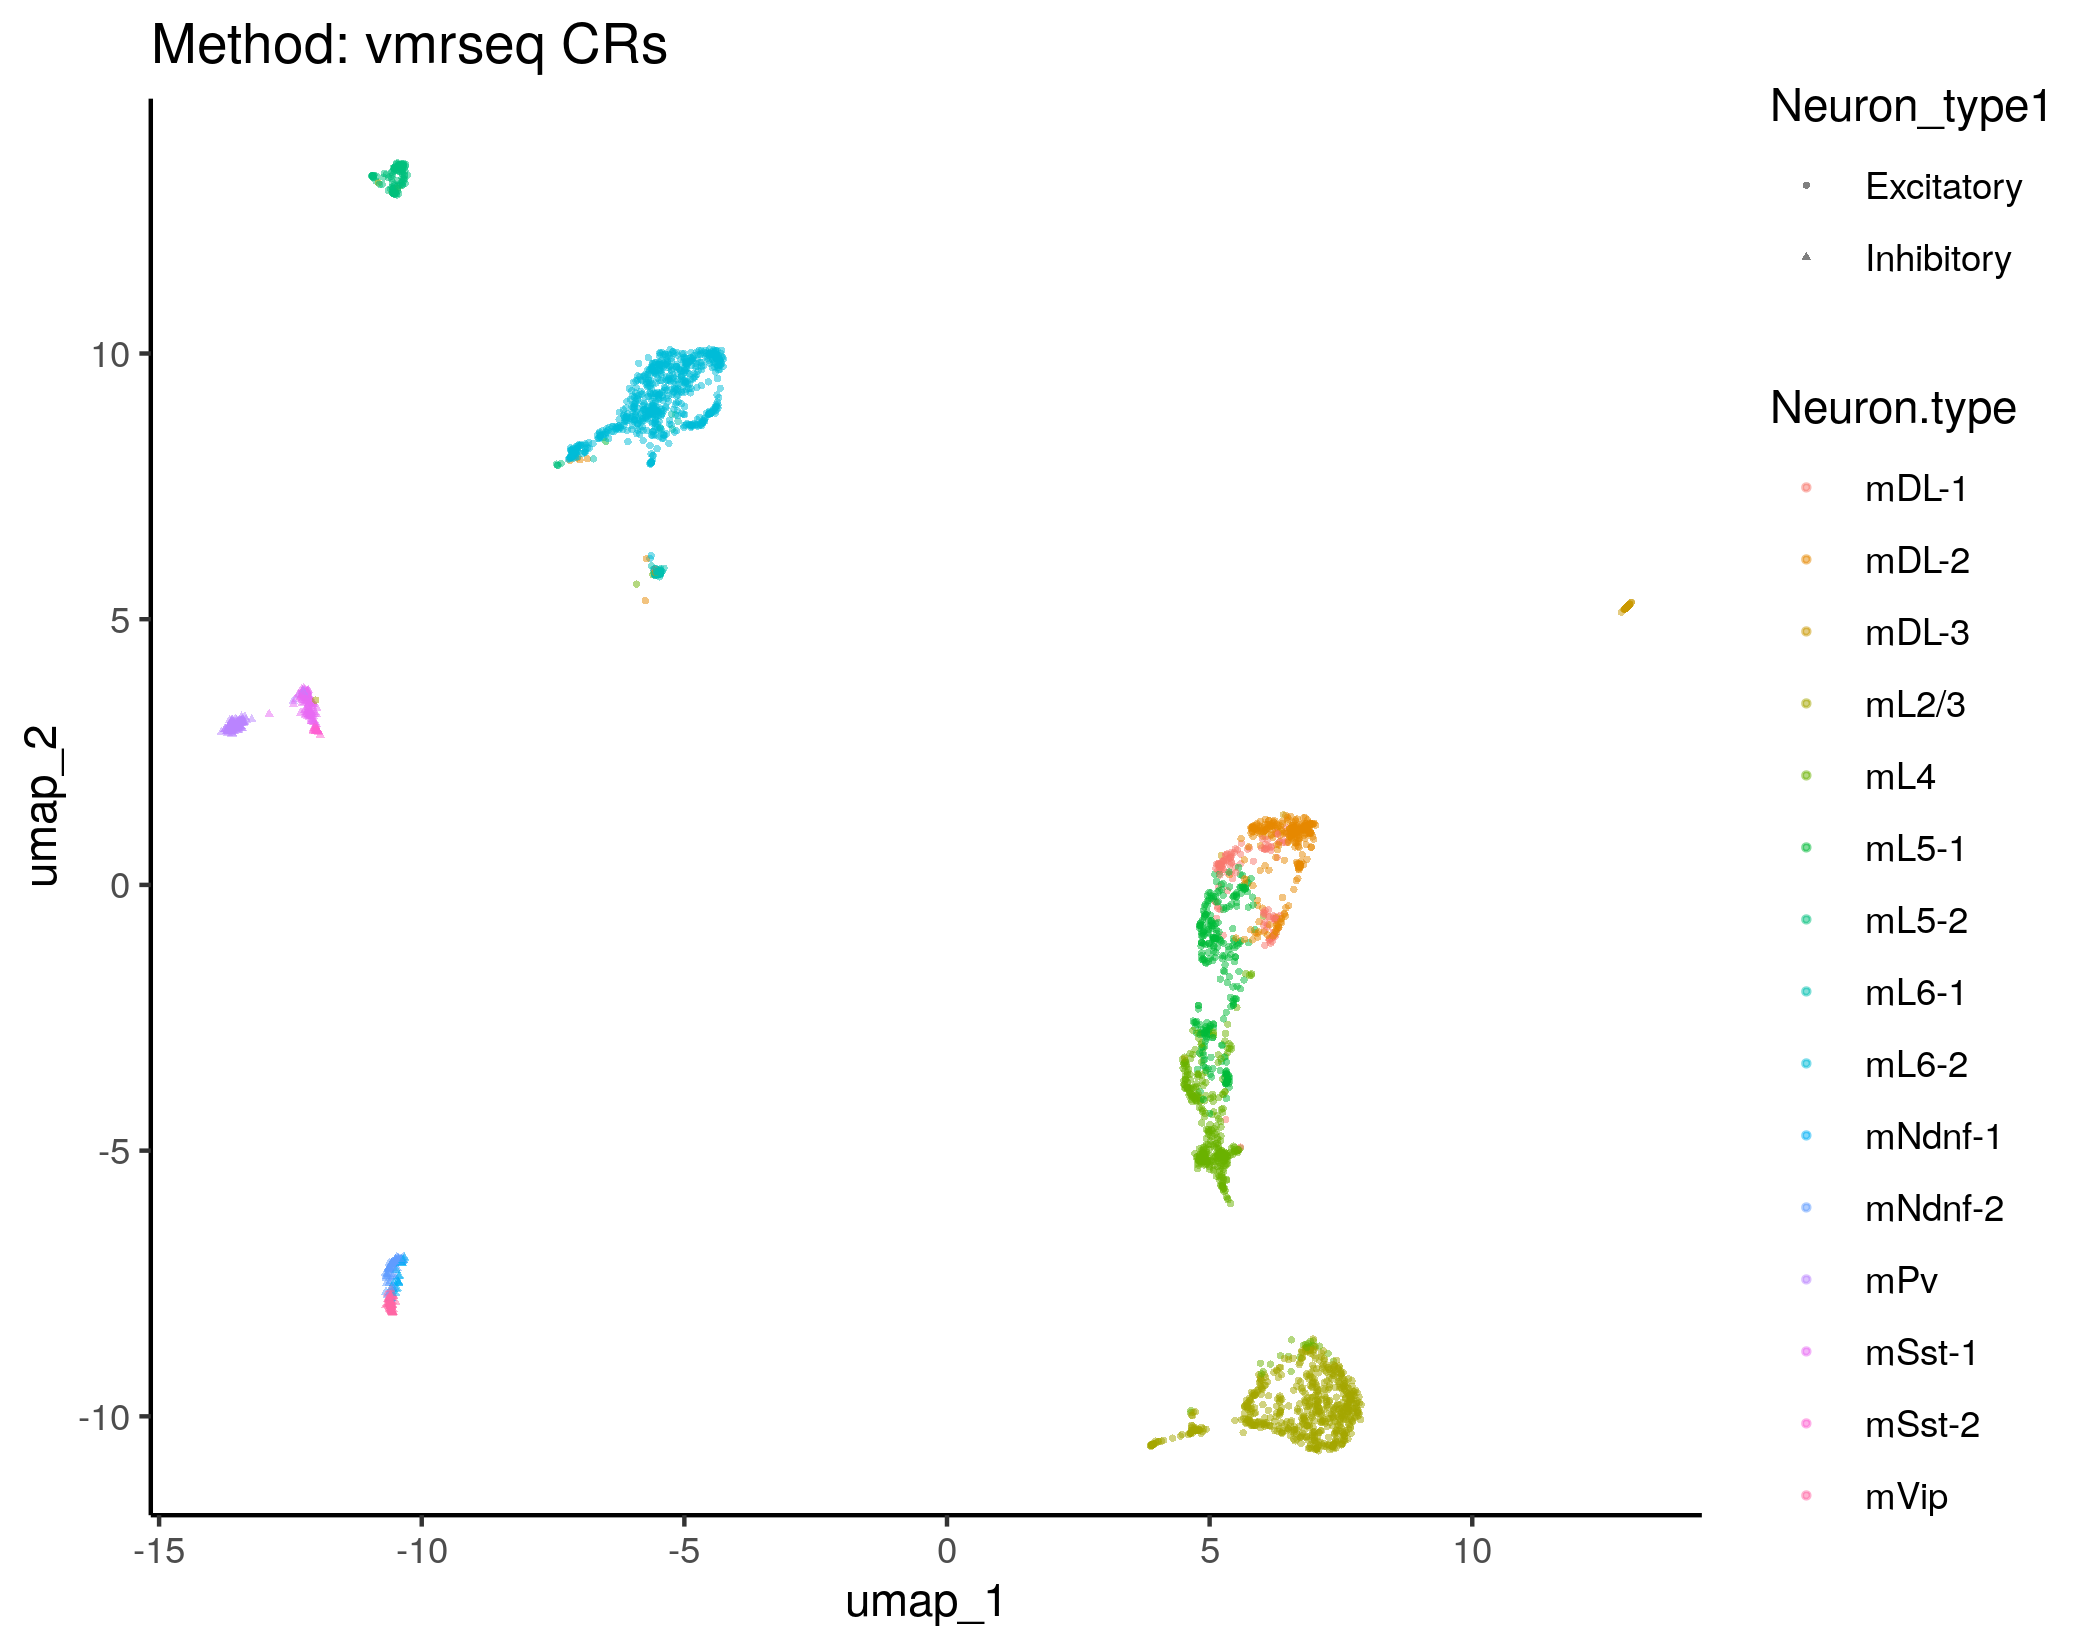 Method: vmrseq CRs
umap_2
10
5
0
-5
-10
-15
-10
-5
0
5
10
umap_1
Neuron_type1
Excitatory
Inhibitory
Neuron.type
mDL-1
mDL-2
mDL-3
mL2/3
mL4
mL5-1
mL5-2
mL6-1
mL6-2
mNdnf-1
mNdnf-2
mPv
mSst-1
mSst-2
mVip